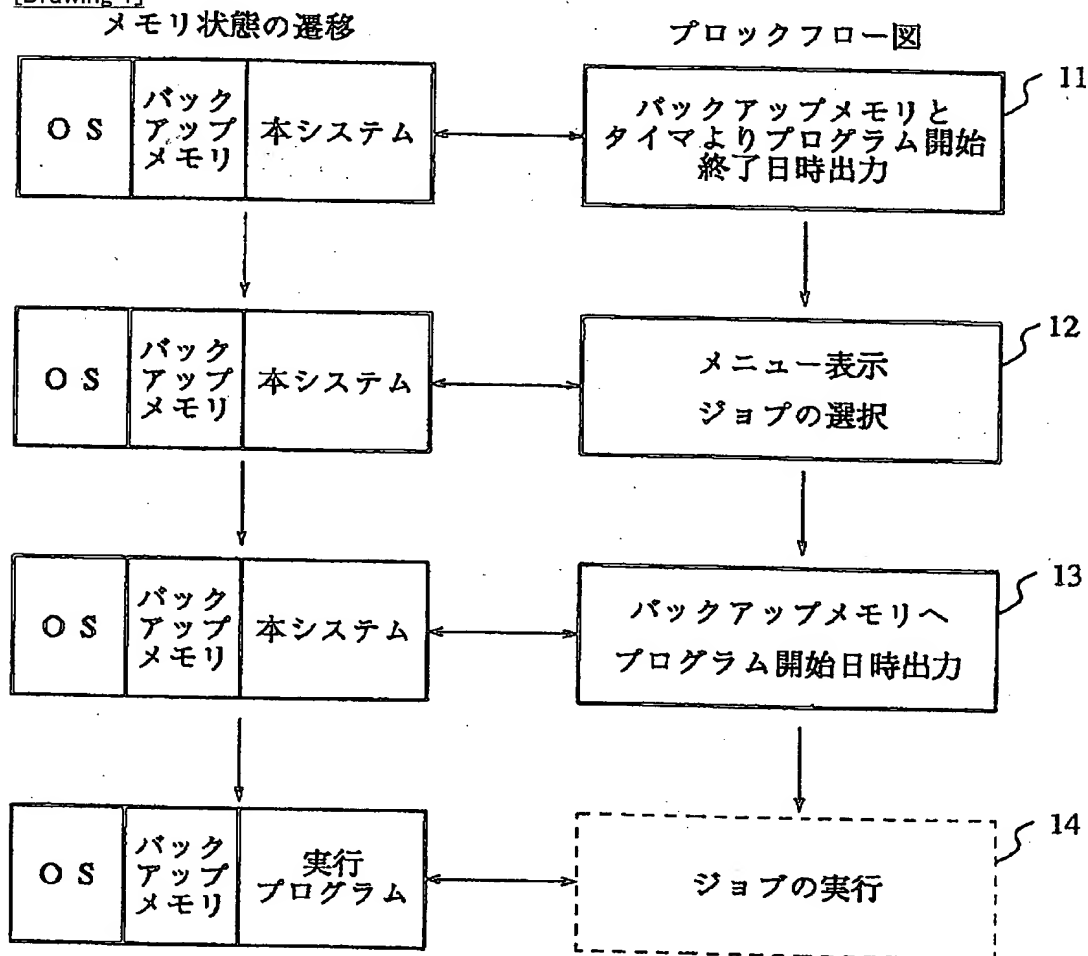 [Drawing 1]
メモリ状態の遷移
ブロックフロー図
OS
バック
アップ
メモリ
本システム
バックアップメモリと
タイマよりプログラム開始
終了日時出力
11
OS
バック
アップ
メモリ
本システム
メニュー表示
ジョブの選択
12
OS
バック
アップ
メモリ
本システム
バックアップメモリへ
プログラム開始日時出力
13
OS
バック
アップ
メモリ
実行
プログラム
ジョブの実行
14